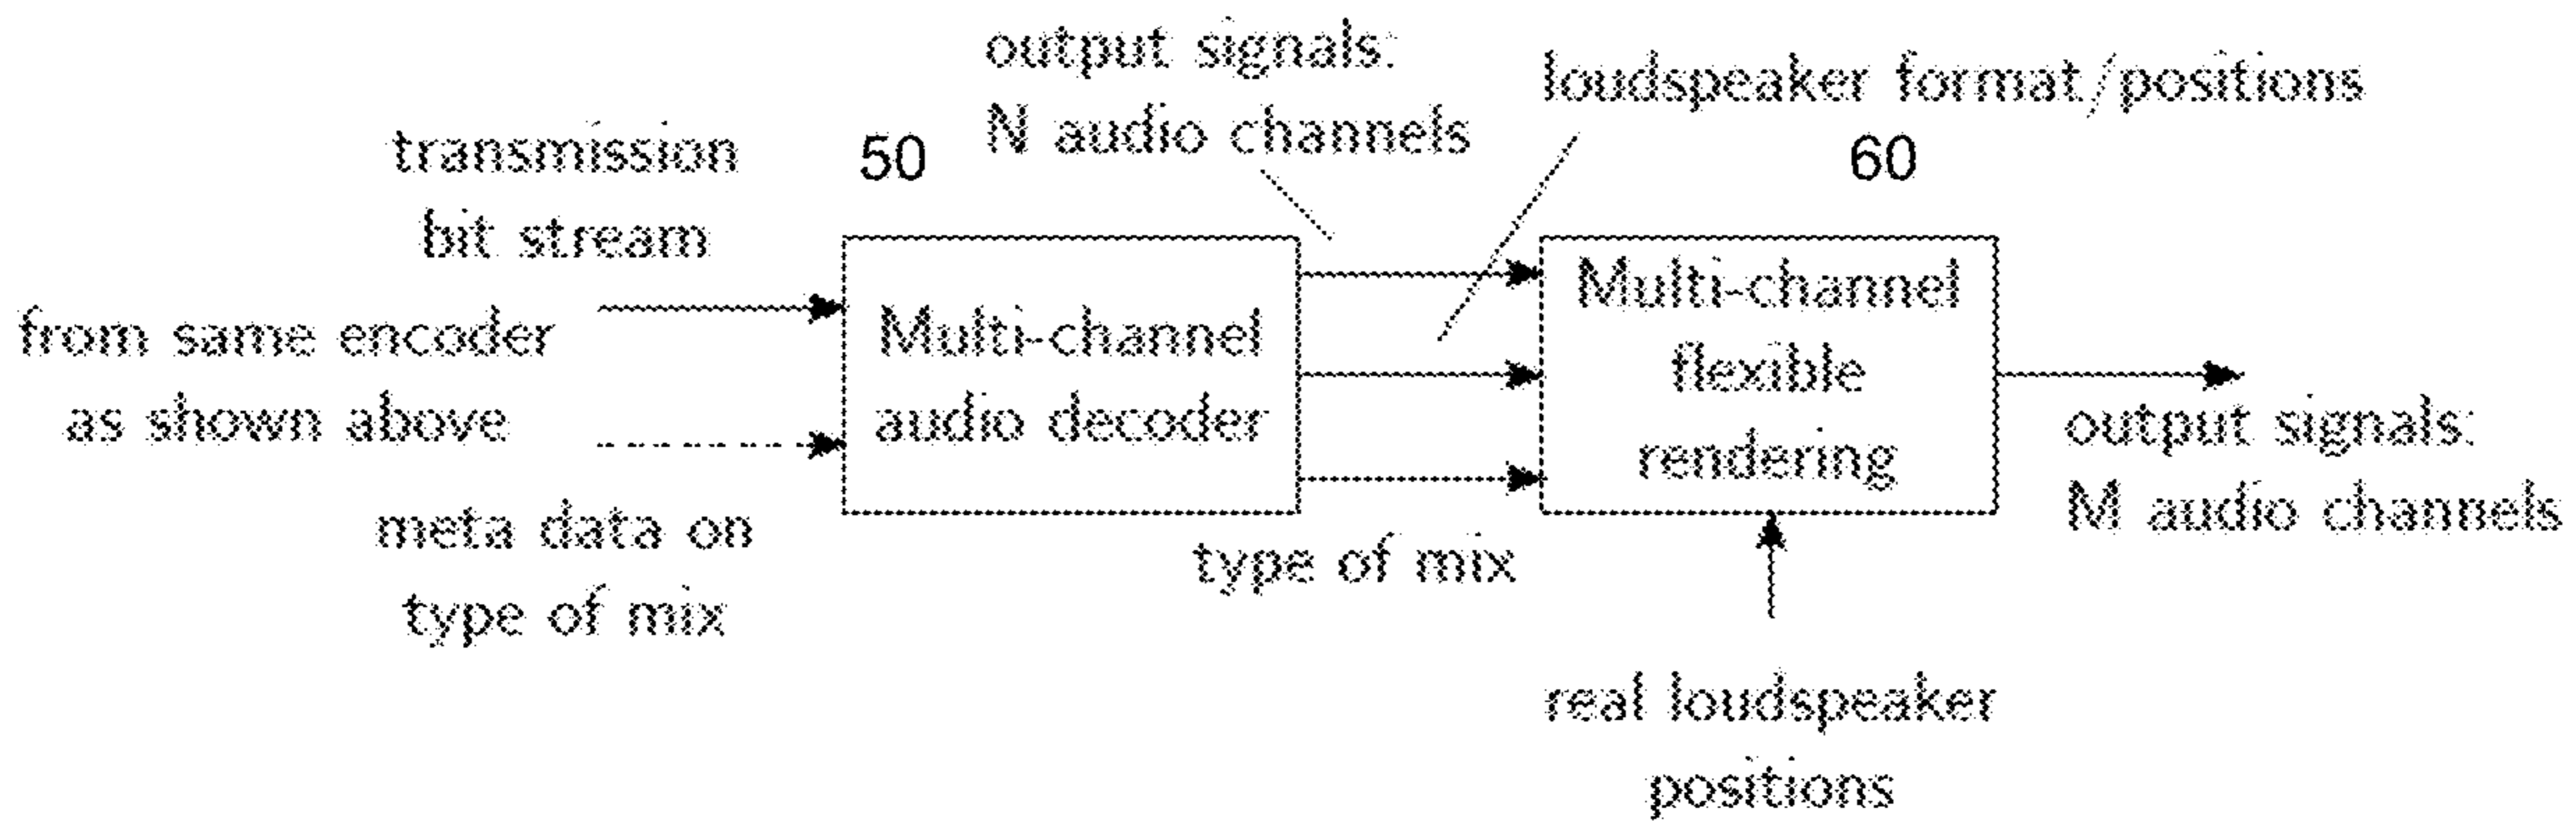 transmission
bit stream
from same encoder
as shown above
meta data on
type of mix
50
Multi-channel
audio decoder
output signals:
N audio channels
loudspeaker format/positions
type of mix
60
Multi-channel
flexible
rendering
real loudspeaker
positions
output signals:
M audio channels